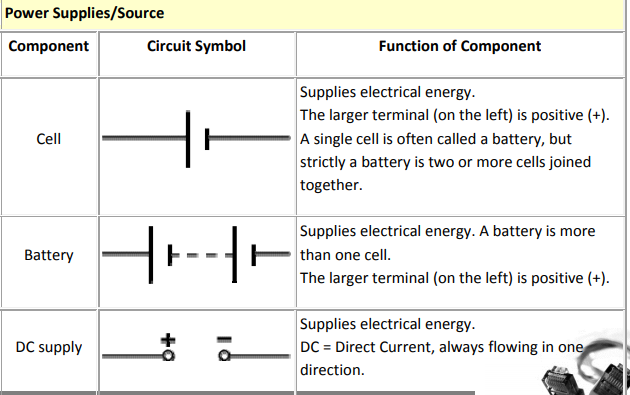 Power Supplies/Source
Component
Circuit Symbol
Function of Component
Cell
Supplies electrical energy.
The larger terminal (on the left) is positive (+).
A single cell is often called a battery, but
strictly a battery is two or more cells joined
together.
Battery
Supplies electrical energy. A battery is more
than one cell.
The larger terminal (on the left) is positive (+).
DC supply
+ -
Supplies electrical energy.
DC = Direct Current, always flowing in one
direction.